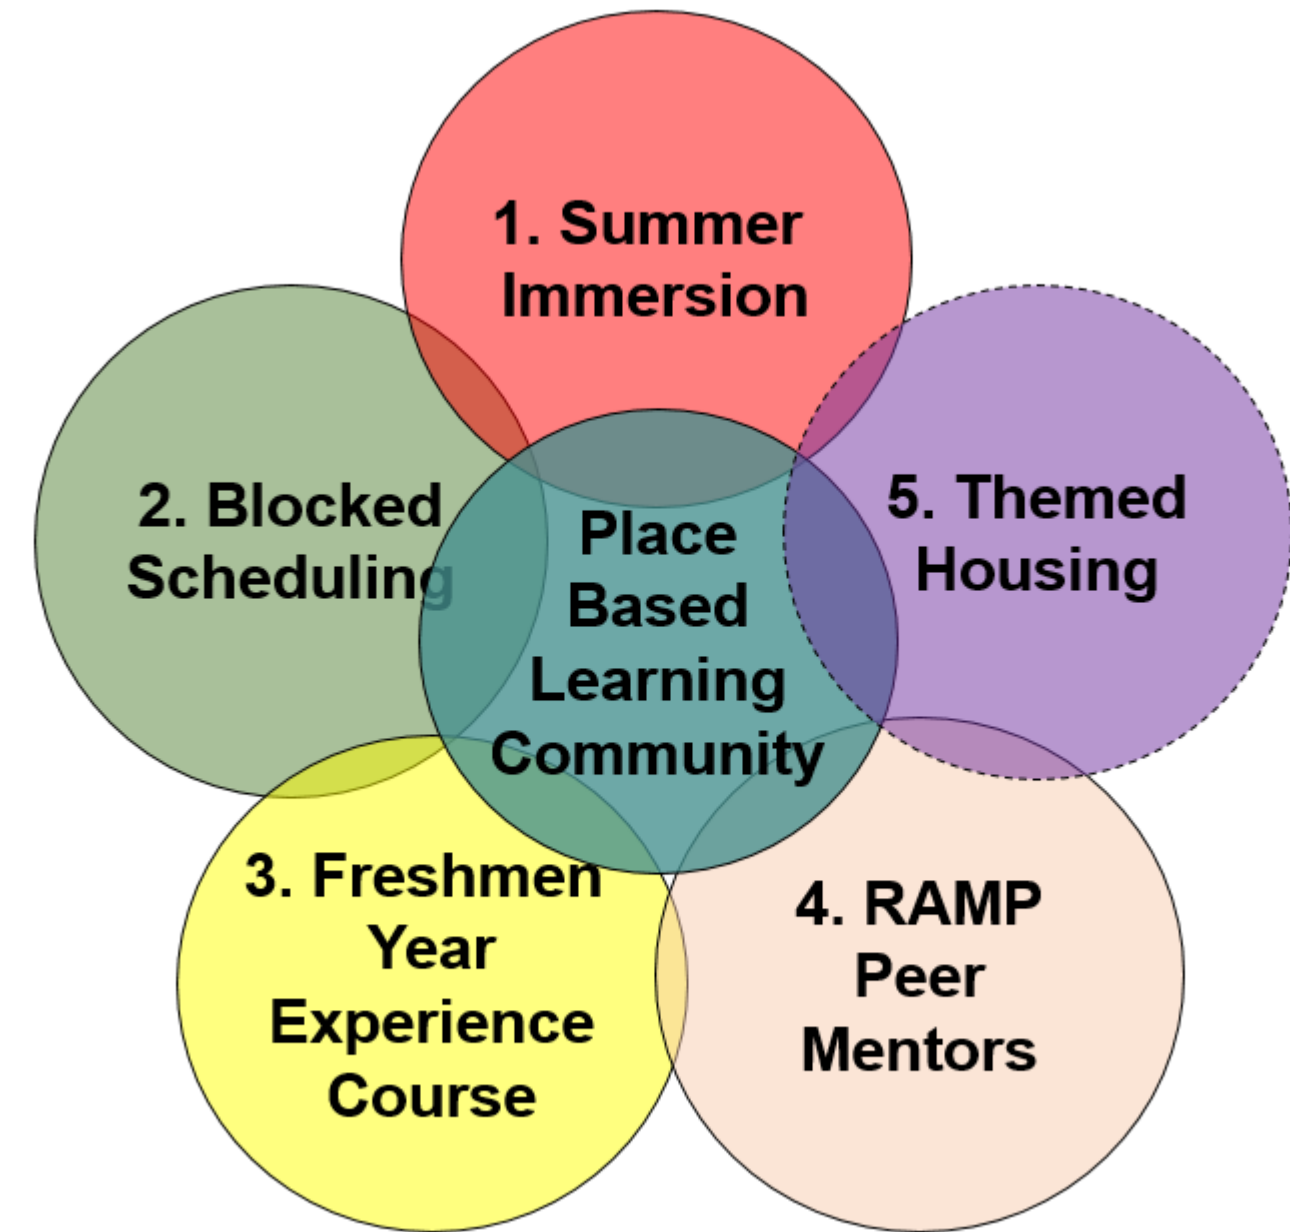 1. Summer
Immersion
2. Blocked
Scheduling
5. Themed
Housing
Place
Based
Learning
Community
3. Freshmen
Year
Experience
Course
4. RAMP
Peer
Mentors